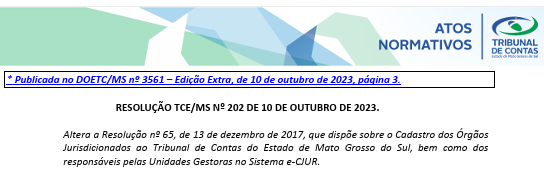 ATOS
NORMATIVOS
TRIBUNAL
DE CONTAS
Estado de Mato Grosso do Sul
* Publicada no DOETC/MS nº 3561 – Edição Extra, de 10 de outubro de 2023, página 3.
RESOLUÇÃO TCE/MS Nº 202 DE 10 DE OUTUBRO DE 2023.
Altera a Resolução nº 65, de 13 de dezembro de 2017, que dispõe sobre o Cadastro dos Órgãos
Jurisdicionados ao Tribunal de Contas do Estado de Mato Grosso do Sul, bem como dos
responsáveis pelas Unidades Gestoras no Sistema e-CJUR.